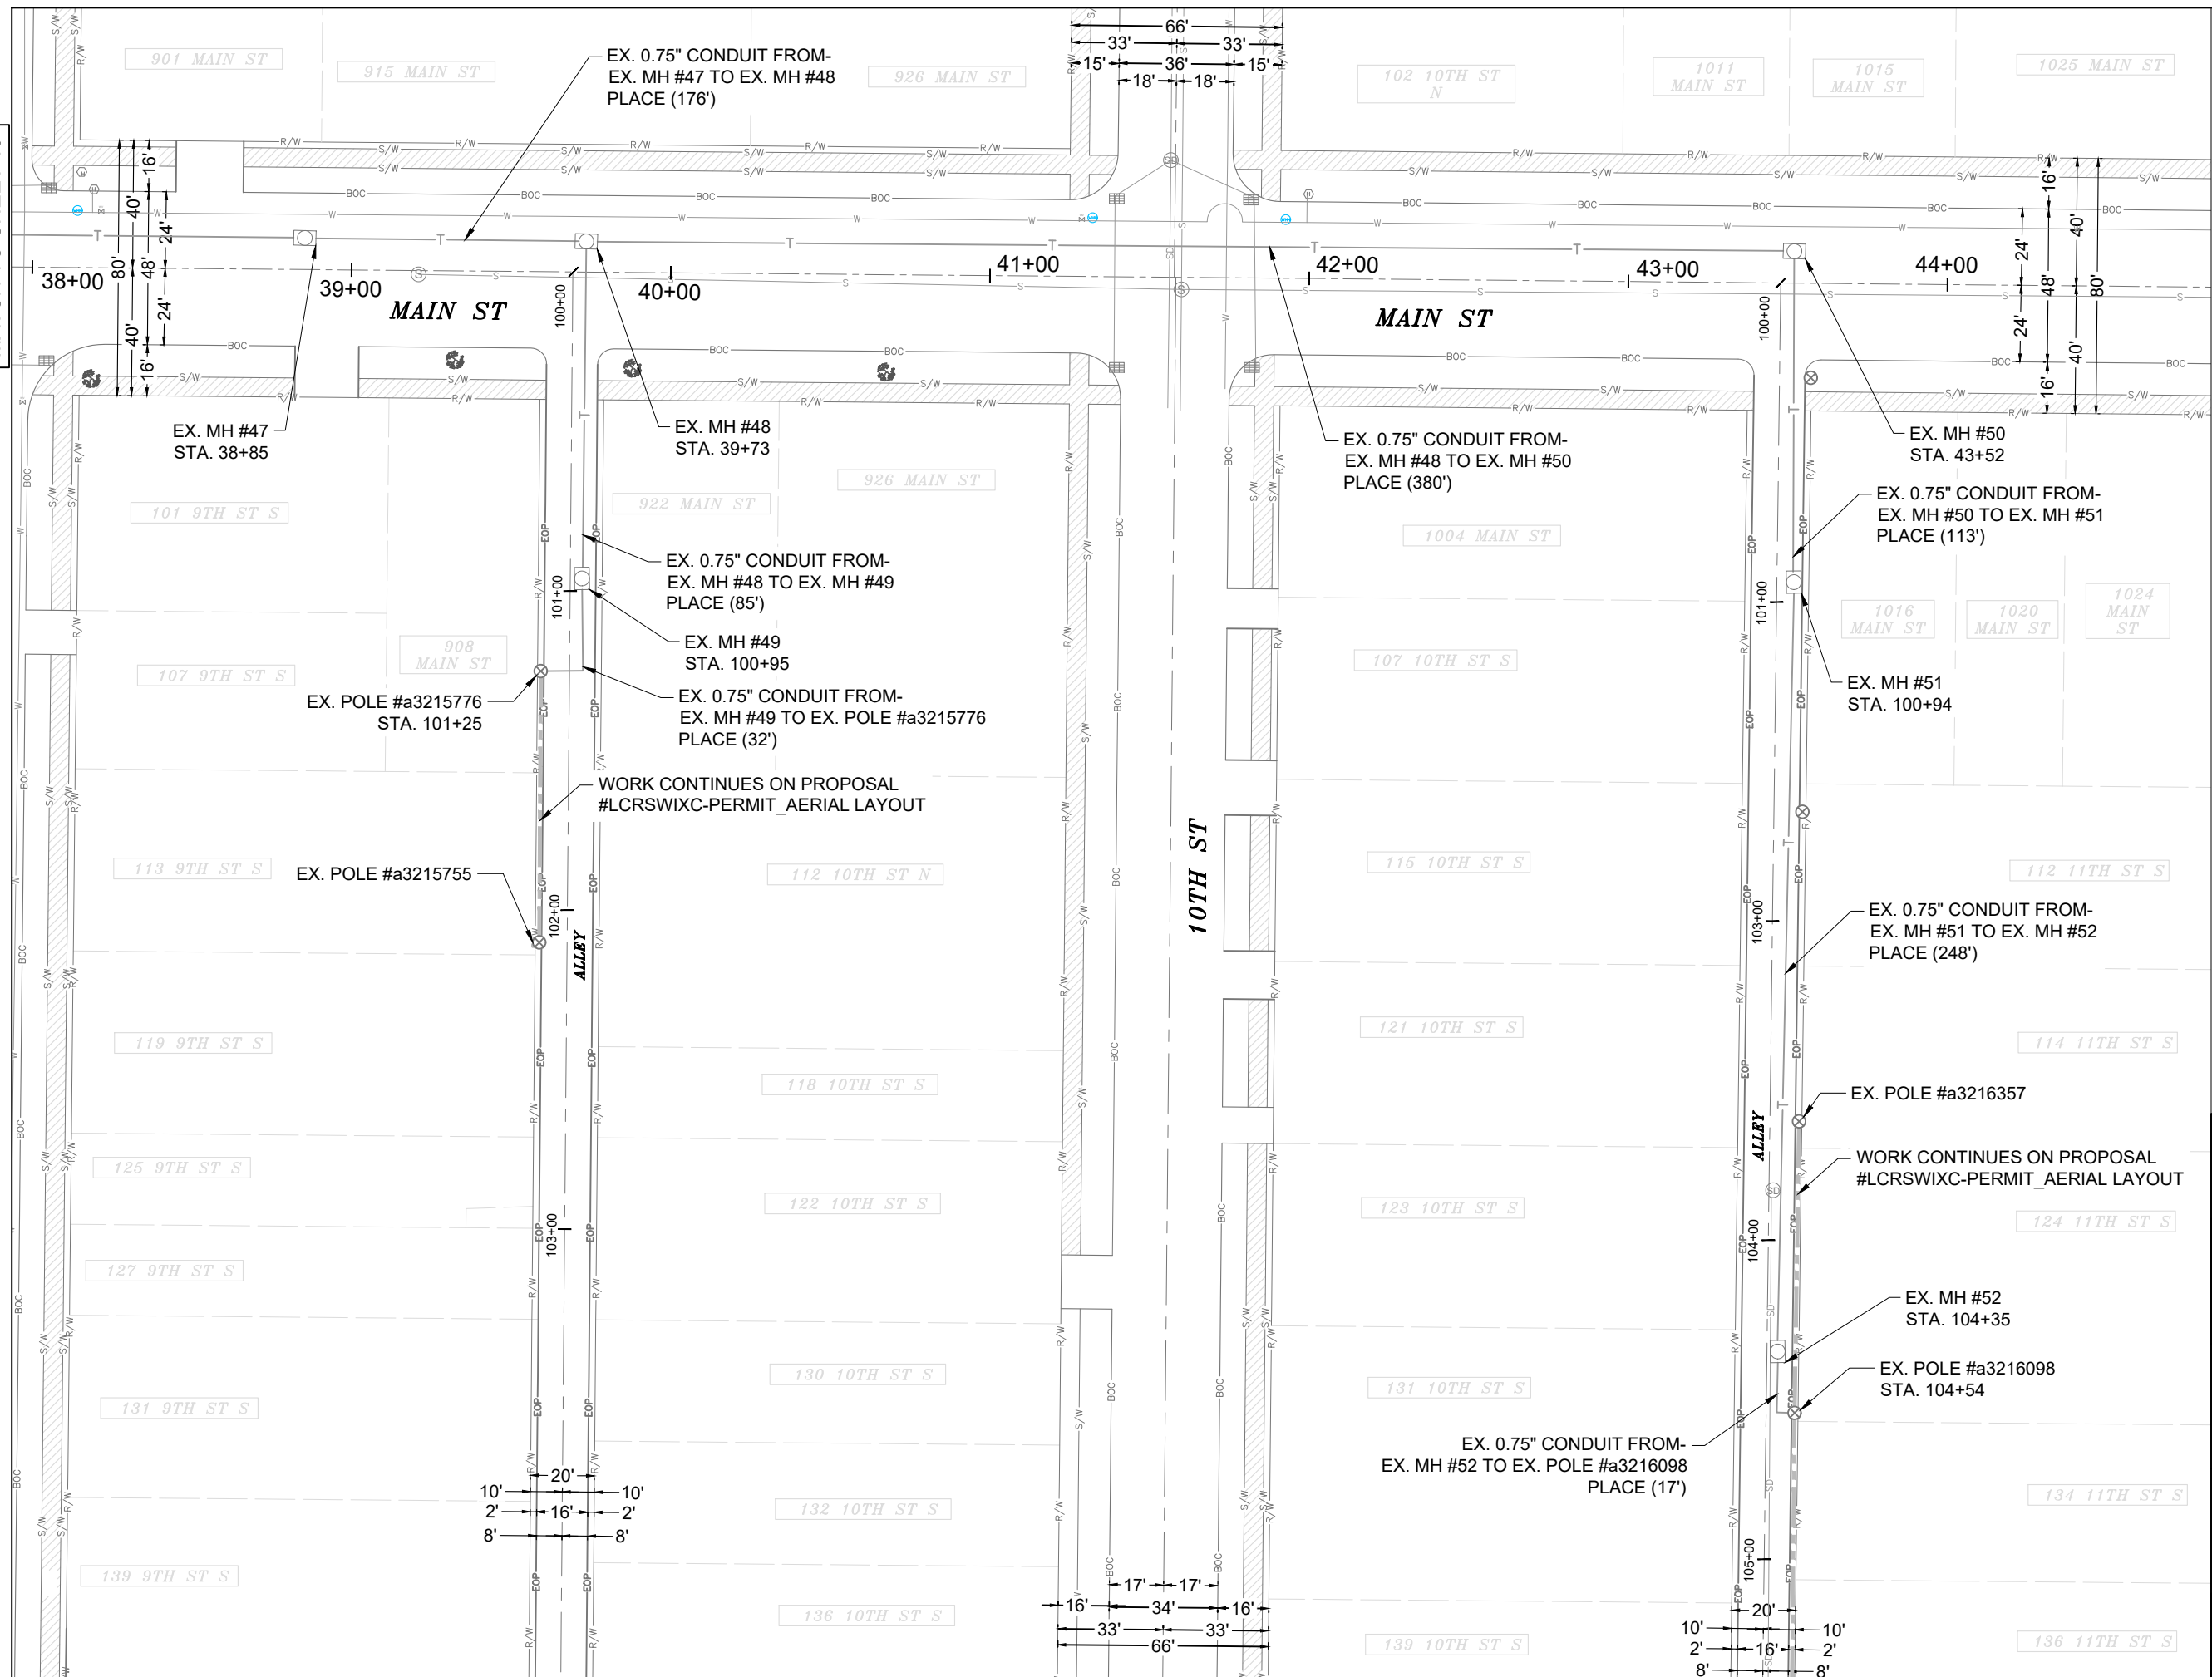 901 MAIN ST
915 MAIN ST
EX. 0.75" CONDUIT FROM-
EX. MH #47 TO EX. MH #48
PLACE (176')
926 MAIN ST
66'
33' 33'
15' 36' 15'
18' 18'
102 10TH ST
N
1011
MAIN ST
1015
MAIN ST
1025 MAIN ST
16'
40'
24'
80'
48'
24'
40'
16'
16'
40'
24'
48'
80'
24'
40'
16'
38+00
39+00
40+00
41+00
42+00
43+00
44+00
MAIN ST
MAIN ST
100+00
100+00
EX. MH #47
STA. 38+85
EX. MH #48
STA. 39+73
EX. 0.75" CONDUIT FROM-
EX. MH #48 TO EX. MH #50
PLACE (380')
EX. MH #50
STA. 43+52
101 9TH ST S
922 MAIN ST
926 MAIN ST
1004 MAIN ST
EX. 0.75" CONDUIT FROM-
EX. MH #50 TO EX. MH #51
PLACE (113')
EX. 0.75" CONDUIT FROM-
EX. MH #48 TO EX. MH #49
PLACE (85')
101+00
101+00
1016
MAIN ST
1020
MAIN ST
1024
MAIN
ST
908
MAIN ST
EX. MH #49
STA. 100+95
107 9TH ST S
107 10TH ST S
EX. MH #51
STA. 100+94
EX. POLE #a3215776
STA. 101+25
EX. 0.75" CONDUIT FROM-
EX. MH #49 TO EX. POLE #a3215776
PLACE (32')
WORK CONTINUES ON PROPOSAL
#LCRSWIXC-PERMIT_AERIAL LAYOUT
113 9TH ST S
EX. POLE #a3215755
112 10TH ST N
10TH ST
115 10TH ST S
112 11TH ST S
102+00
ALLEY
103+00
EX. 0.75" CONDUIT FROM-
EX. MH #51 TO EX. MH #52
PLACE (248')
119 9TH ST S
118 10TH ST S
121 10TH ST S
114 11TH ST S
EX. POLE #a3216357
ALLEY
125 9TH ST S
122 10TH ST S
123 10TH ST S
WORK CONTINUES ON PROPOSAL
#LCRSWIXC-PERMIT_AERIAL LAYOUT
124 11TH ST S
103+00
104+00
127 9TH ST S
EX. MH #52
STA. 104+35
130 10TH ST S
131 10TH ST S
EX. POLE #a3216098
STA. 104+54
131 9TH ST S
EX. 0.75" CONDUIT FROM-
EX. MH #52 TO EX. POLE #a3216098
PLACE (17')
20'
10' 10'
2' 16' 2'
8' 8'
132 10TH ST S
134 11TH ST S
139 9TH ST S
136 10TH ST S
105+00
17' 17'
16' 34' 16'
33' 33'
66'
139 10TH ST S
20'
10' 10'
2' 16' 2'
8' 8'
136 11TH ST S